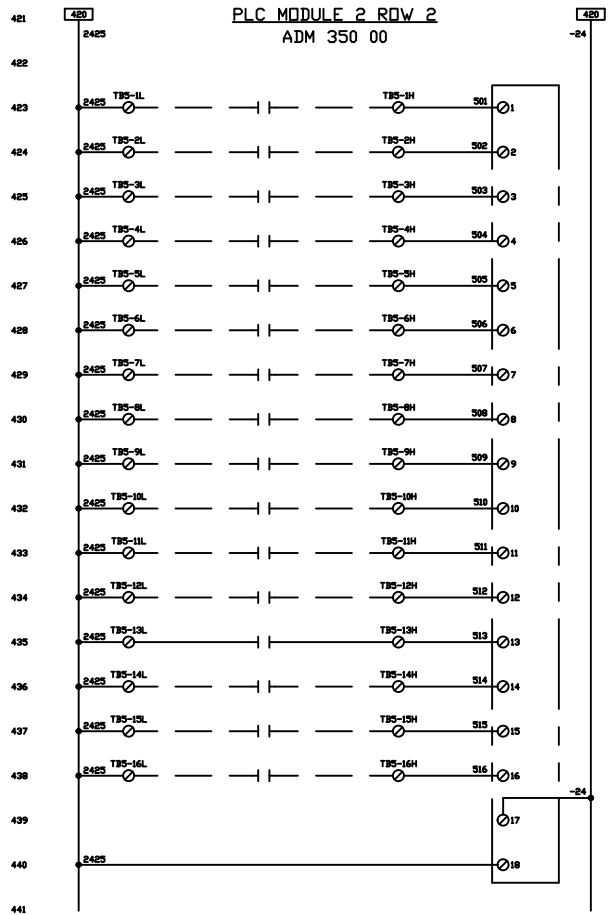 421 420 PLC MODULE 2 ROW 2 420
2425 ADM 350 00 -24
422
423 2425 TB5-1L TB5-1H 501 1
424 2425 TB5-2L TB5-2H 502 2
425 2425 TB5-3L TB5-3H 503 3
426 2425 TB5-4L TB5-4H 504 4
427 2425 TB5-5L TB5-5H 505 5
428 2425 TB5-6L TB5-6H 506 6
429 2425 TB5-7L TB5-7H 507 7
430 2425 TB5-8L TB5-8H 508 8
431 2425 TB5-9L TB5-9H 509 9
432 2425 TB5-10L TB5-10H 510 10
433 2425 TB5-11L TB5-11H 511 11
434 2425 TB5-12L TB5-12H 512 12
435 2425 TB5-13L TB5-13H 513 13
436 2425 TB5-14L TB5-14H 514 14
437 2425 TB5-15L TB5-15H 515 15
438 2425 TB5-16L TB5-16H 516 16
-24
439 17
440 2425 18
441